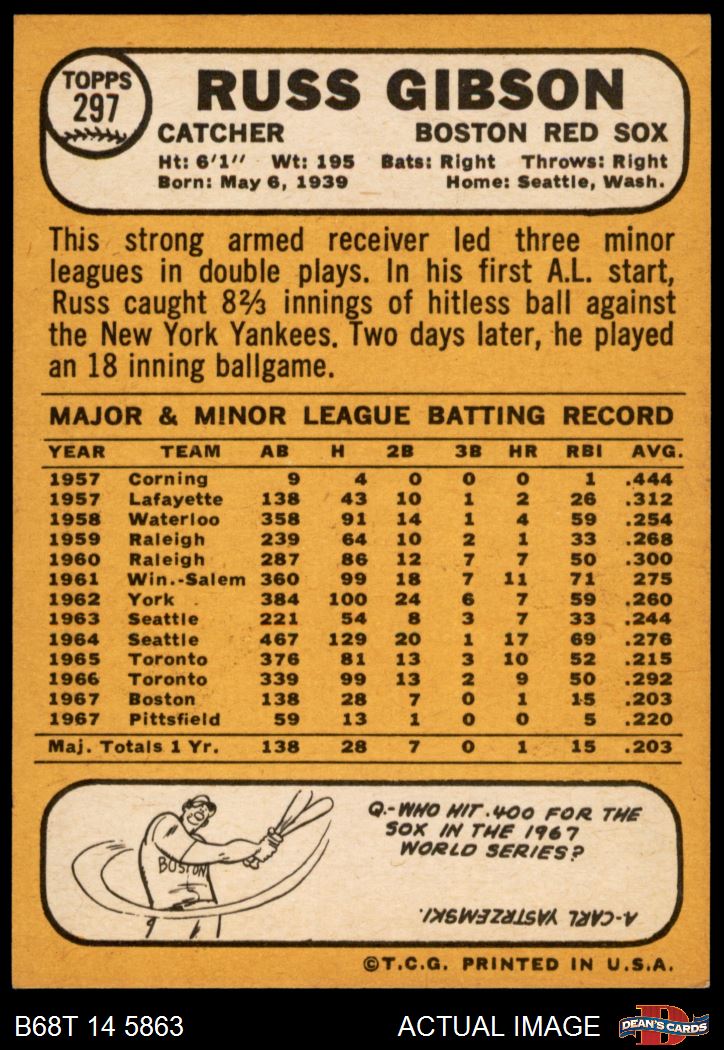 TOPPS
297
RUSS GIBSON
CATCHER BOSTON RED SOX
Ht: 6'1" Wt: 195 Bats: Right Throws: Right
Born: May 6, 1939 Home: Seattle, Wash.
This strong armed receiver led three minor
leagues in double plays. In his first A.L. start,
Russ caught 8⅔ innings of hitless ball against
the New York Yankees. Two days later, he played
an 18 inning ballgame.
MAJOR & MINOR LEAGUE BATTING RECORD
YEAR TEAM AB H 2B 3B HR RBI AVG.
1957 Corning 9 4 0 0 0 1 .444
1957 Lafayette 138 43 10 1 2 26 .312
1958 Waterloo 358 91 14 1 4 59 .254
1959 Raleigh 239 64 10 2 1 33 .268
1960 Raleigh 287 86 12 7 7 50 .300
1961 Win.-Salem 360 99 18 7 11 71 275
1962 York 384 100 24 6 7 59 .260
1963 Seattle 221 54 8 3 7 33 .244
1964 Seattle 467 129 20 1 17 69 .276
1965 Toronto 376 81 13 3 10 52 .215
1966 Toronto 339 99 13 2 9 50 .292
1967 Boston 138 28 7 0 1 15 .203
1967 Pittsfield 59 13 1 0 0 5 .220
Maj. Totals 1 Yr. 138 28 7 0 1 15 .203
BOSTON
Q.-WHO HIT .400 FOR THE
SOX IN THE 1967
WORLD SERIES?
A-CARL YASTRZEMSKI.
©T.C.G. PRINTED IN U.S.A.
B68T 14 5863 ACTUAL IMAGE
D
DEAN'S CARDS